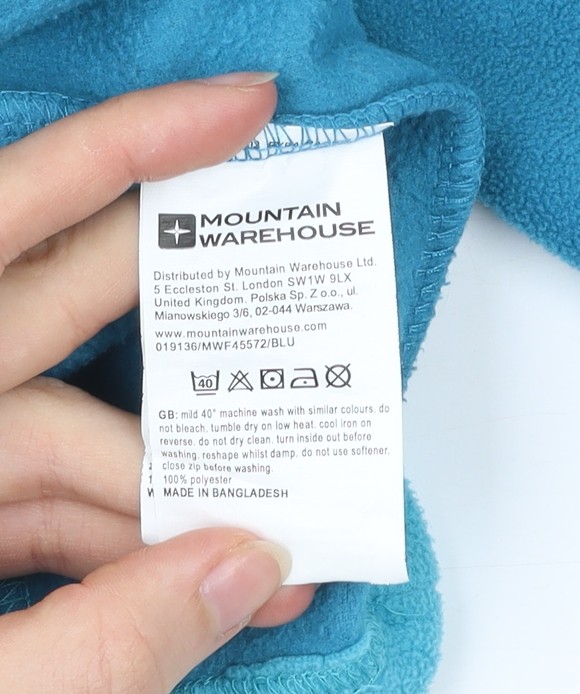 MOUNTAIN
WAREHOUSE
Distributed by Mountain Warehouse Ltd.
5 Eccleston St. London SW1W 9LX
United Kingdom. Polska Sp. Z o.o., ul.
Mianowskiego 3/6, 02-044 Warszawa.
www.mountainwarehouse.com
019136/MWF45572/BLU
40
GB: mild 40° machine wash with similar colours. do
not bleach. tumble dry on low heat. cool iron on
reverse. do not dry clean. turn inside out before
washing. reshape whilst damp. do not use softener.
close zip before washing.
100% polyester
MADE IN BANGLADESH